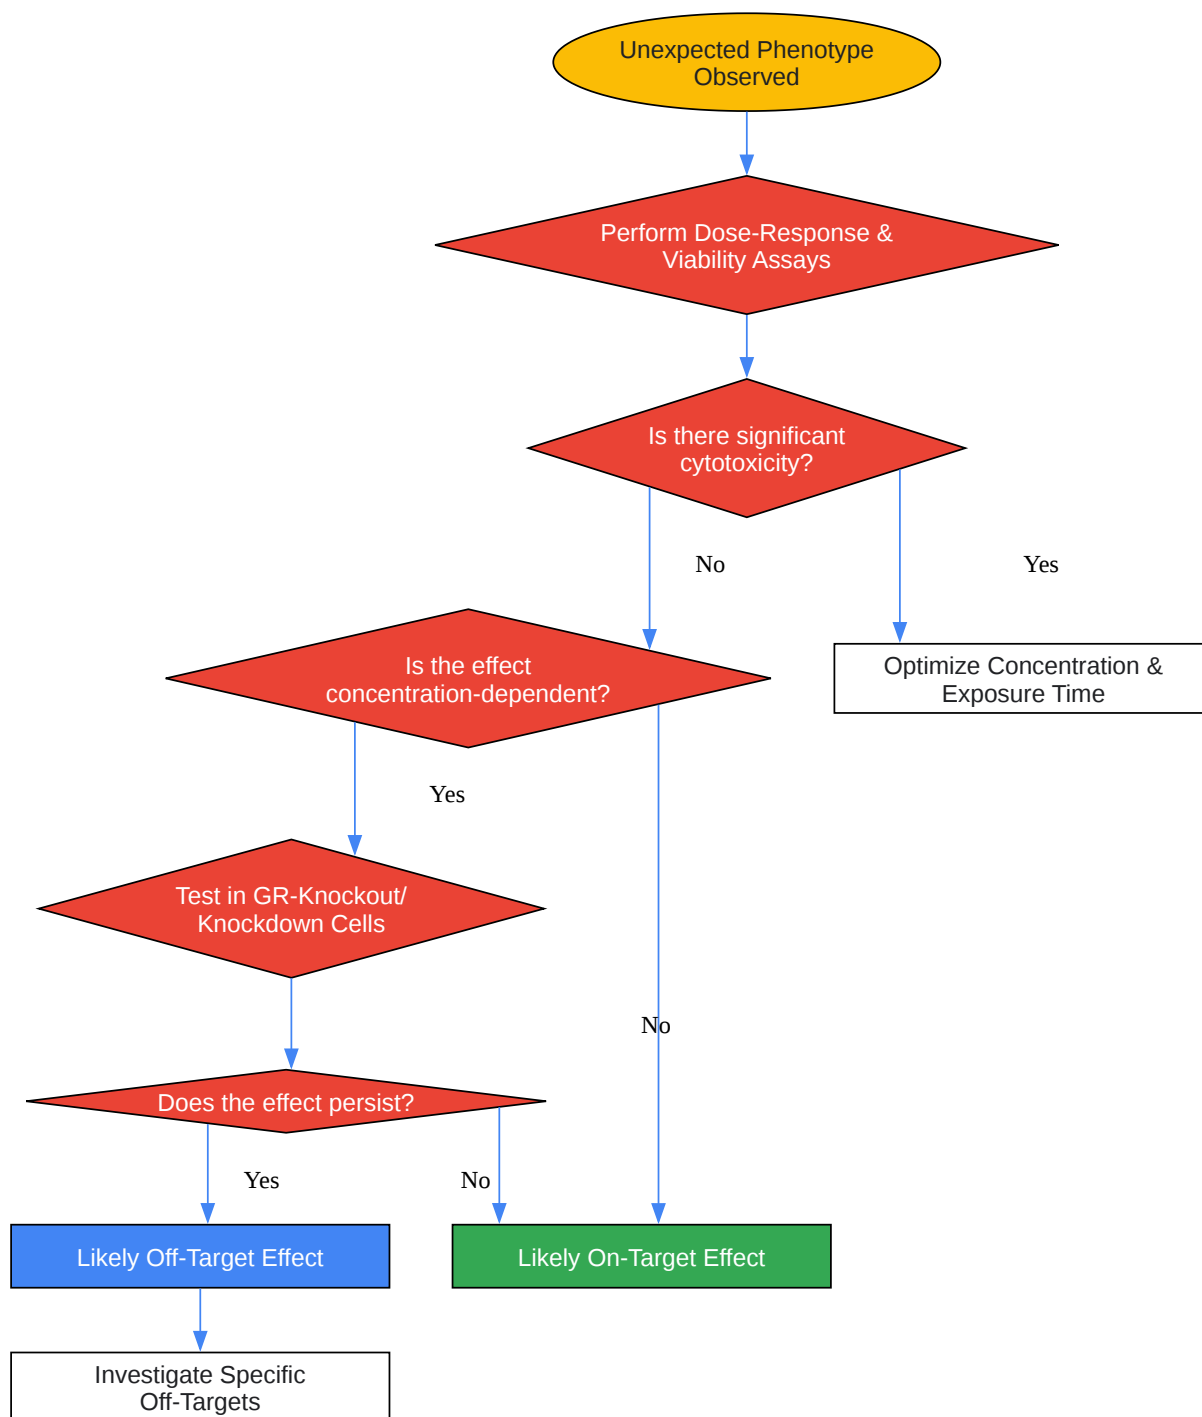 Unexpected Phenotype
Observed
Perform Dose-Response &
Viability Assays
Is there significant
cytotoxicity?
No
Yes
Is the effect
concentration-dependent?
Optimize Concentration &
Exposure Time
Yes
Test in GR-Knockout/
Knockdown Cells
No
Does the effect persist?
Yes
No
Likely Off-Target Effect
Likely On-Target Effect
Investigate Specific
Off-Targets